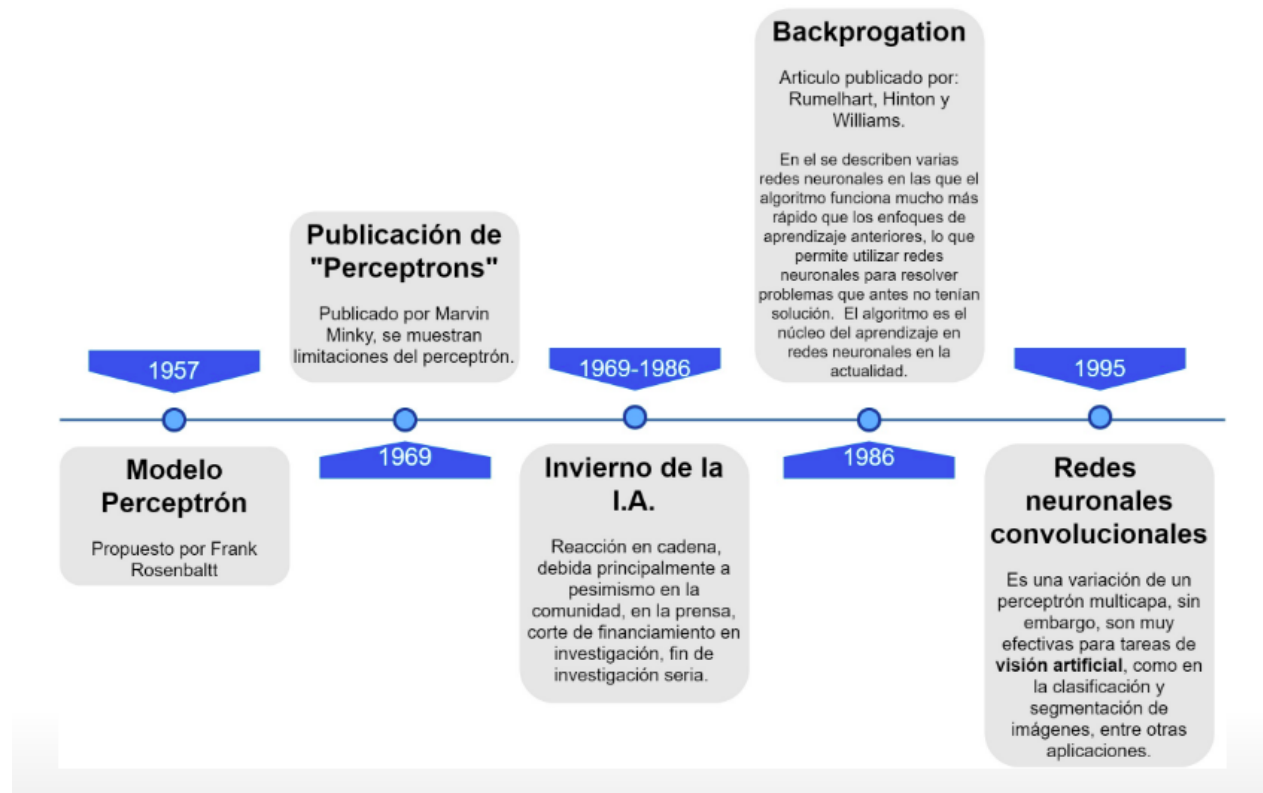 1957
Modelo
Perceptrón
Propuesto por Frank
Rosenbaltt
Publicación de
"Perceptrons"
Publicado por Marvin
Minky, se muestran
limitaciones del perceptrón.
1969
1969-1986
Invierno de la
I.A.
Reacción en cadena,
debida principalmente a
pesimismo en la
comunidad, en la prensa,
corte de financiamiento en
investigación, fin de
investigación seria.
Backprogation
Articulo publicado por:
Rumelhart, Hinton y
Williams.
En el se describen varias
redes neuronales en las que el
algoritmo funciona mucho más
rápido que los enfoques de
aprendizaje anteriores, lo que
permite utilizar redes
neuronales para resolver
problemas que antes no tenían
solución. El algoritmo es el
núcleo del aprendizaje en
redes neuronales en la
actualidad.
1986
1995
Redes
neuronales
convolucionales
Es una variación de un
perceptrón multicapa, sin
embargo, son muy
efectivas para tareas de
visión artificial, como en
la clasificación y
segmentación de
imágenes, entre otras
aplicaciones.